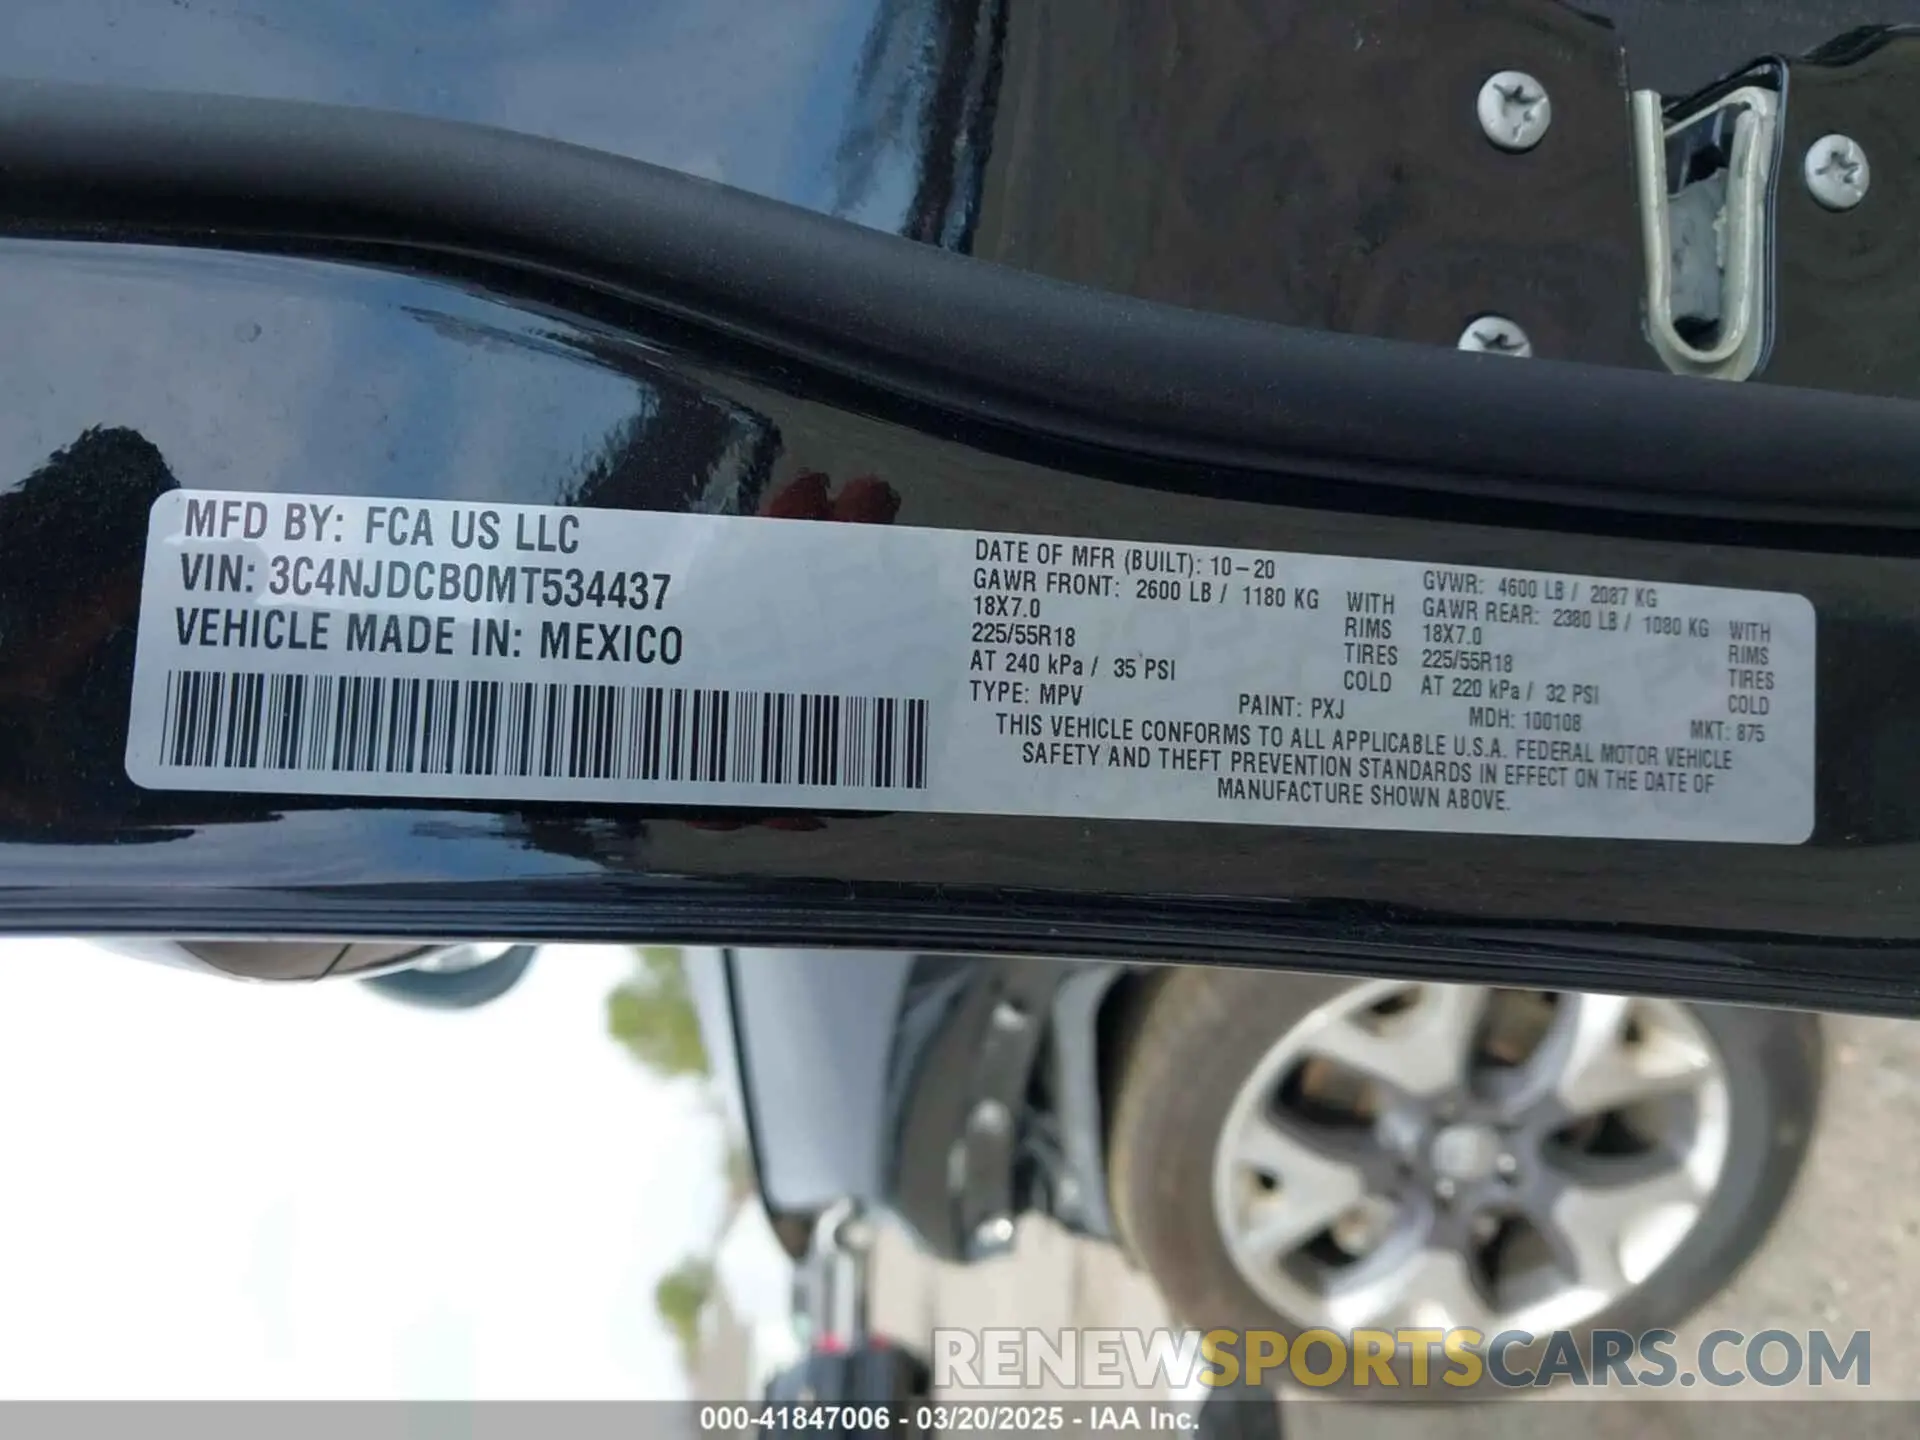 MFD BY: FCA US LLC
VIN: 3C4NJDCB0MT534437
VEHICLE MADE IN: MEXICO
DATE OF MFR (BUILT): 10-20
GAWR FRONT: 2600 LB / 1180 KG WITH
18X7.0 RIMS
225/55R18 TIRES
AT 240 kPa / 35 PSI COLD
GVWR: 4600 LB / 2087 KG
GAWR REAR: 2380 LB / 1080 KG WITH
18X7.0 RIMS
225/55R18 TIRES
AT 220 kPa / 32 PSI COLD
TYPE: MPV PAINT: PXJ MDH: 100108 MKT: 875
THIS VEHICLE CONFORMS TO ALL APPLICABLE U.S.A. FEDERAL MOTOR VEHICLE
SAFETY AND THEFT PREVENTION STANDARDS IN EFFECT ON THE DATE OF
MANUFACTURE SHOWN ABOVE.
RENEWSPORTSCARS.COM
000-41847006 - 03/20/2025 - IAA Inc.